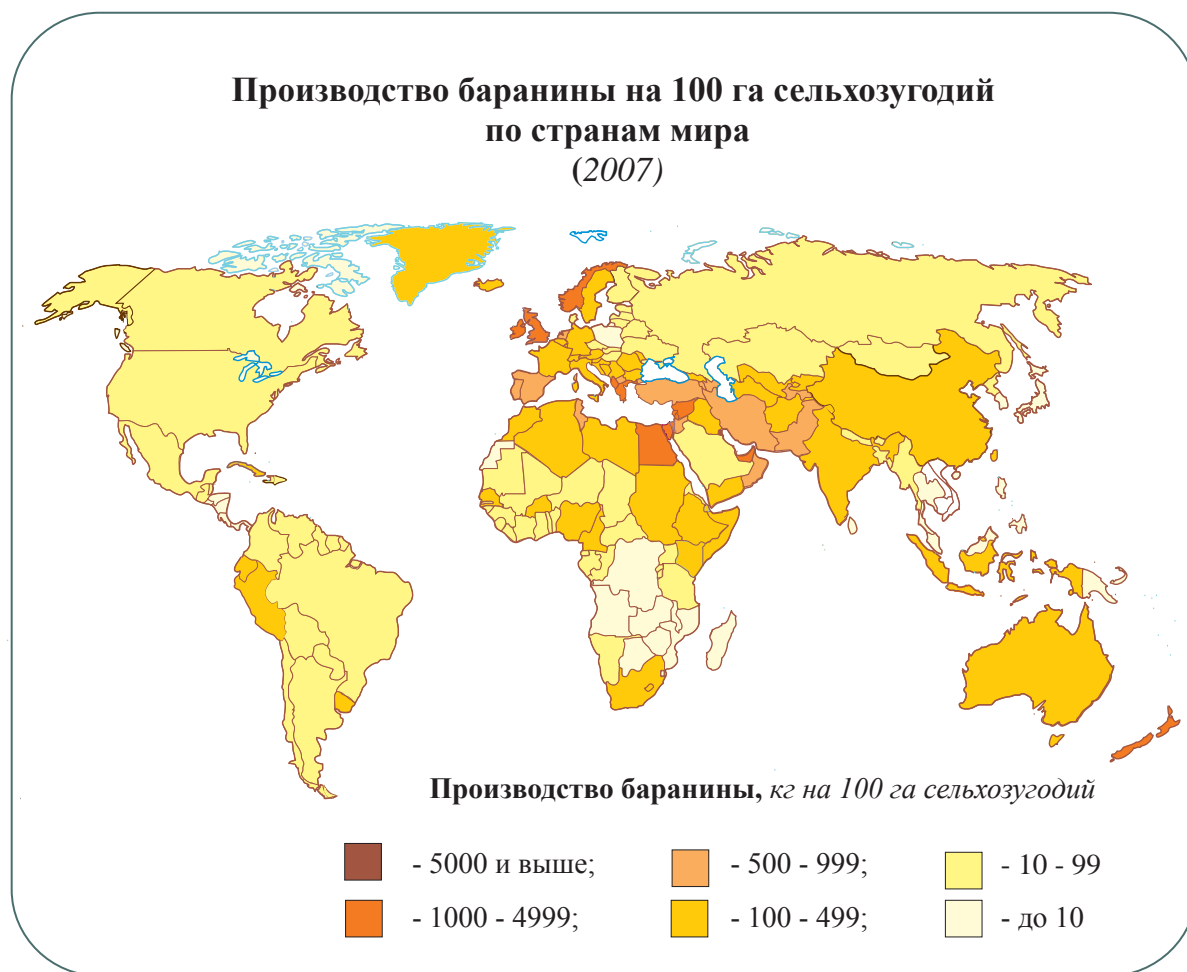 Производство баранины на 100 га сельхозугодий
по странам мира
(2007)
Производство баранины, кг на 100 га сельхозугодий
- 5000 и выше;
- 1000 - 4999;
- 500 - 999;
- 100 - 499;
- 10 - 99
- до 10